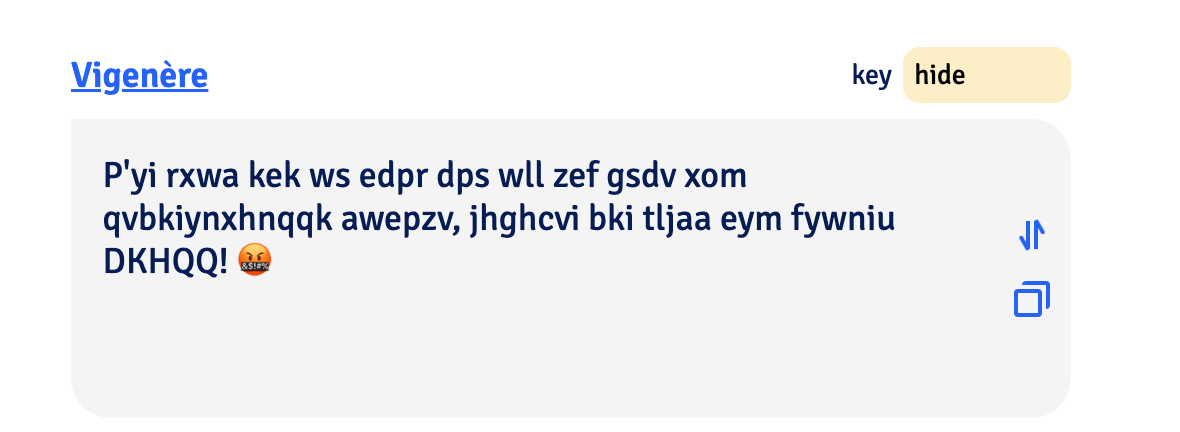 Vigenère key hide
P'yi rxwa kek ws edpr dps wll zef gsdv xom
qvbkiynxhnqqk awepzv, jhghcvi bki tljaa eym fywniu
DKHQQ! 🤬